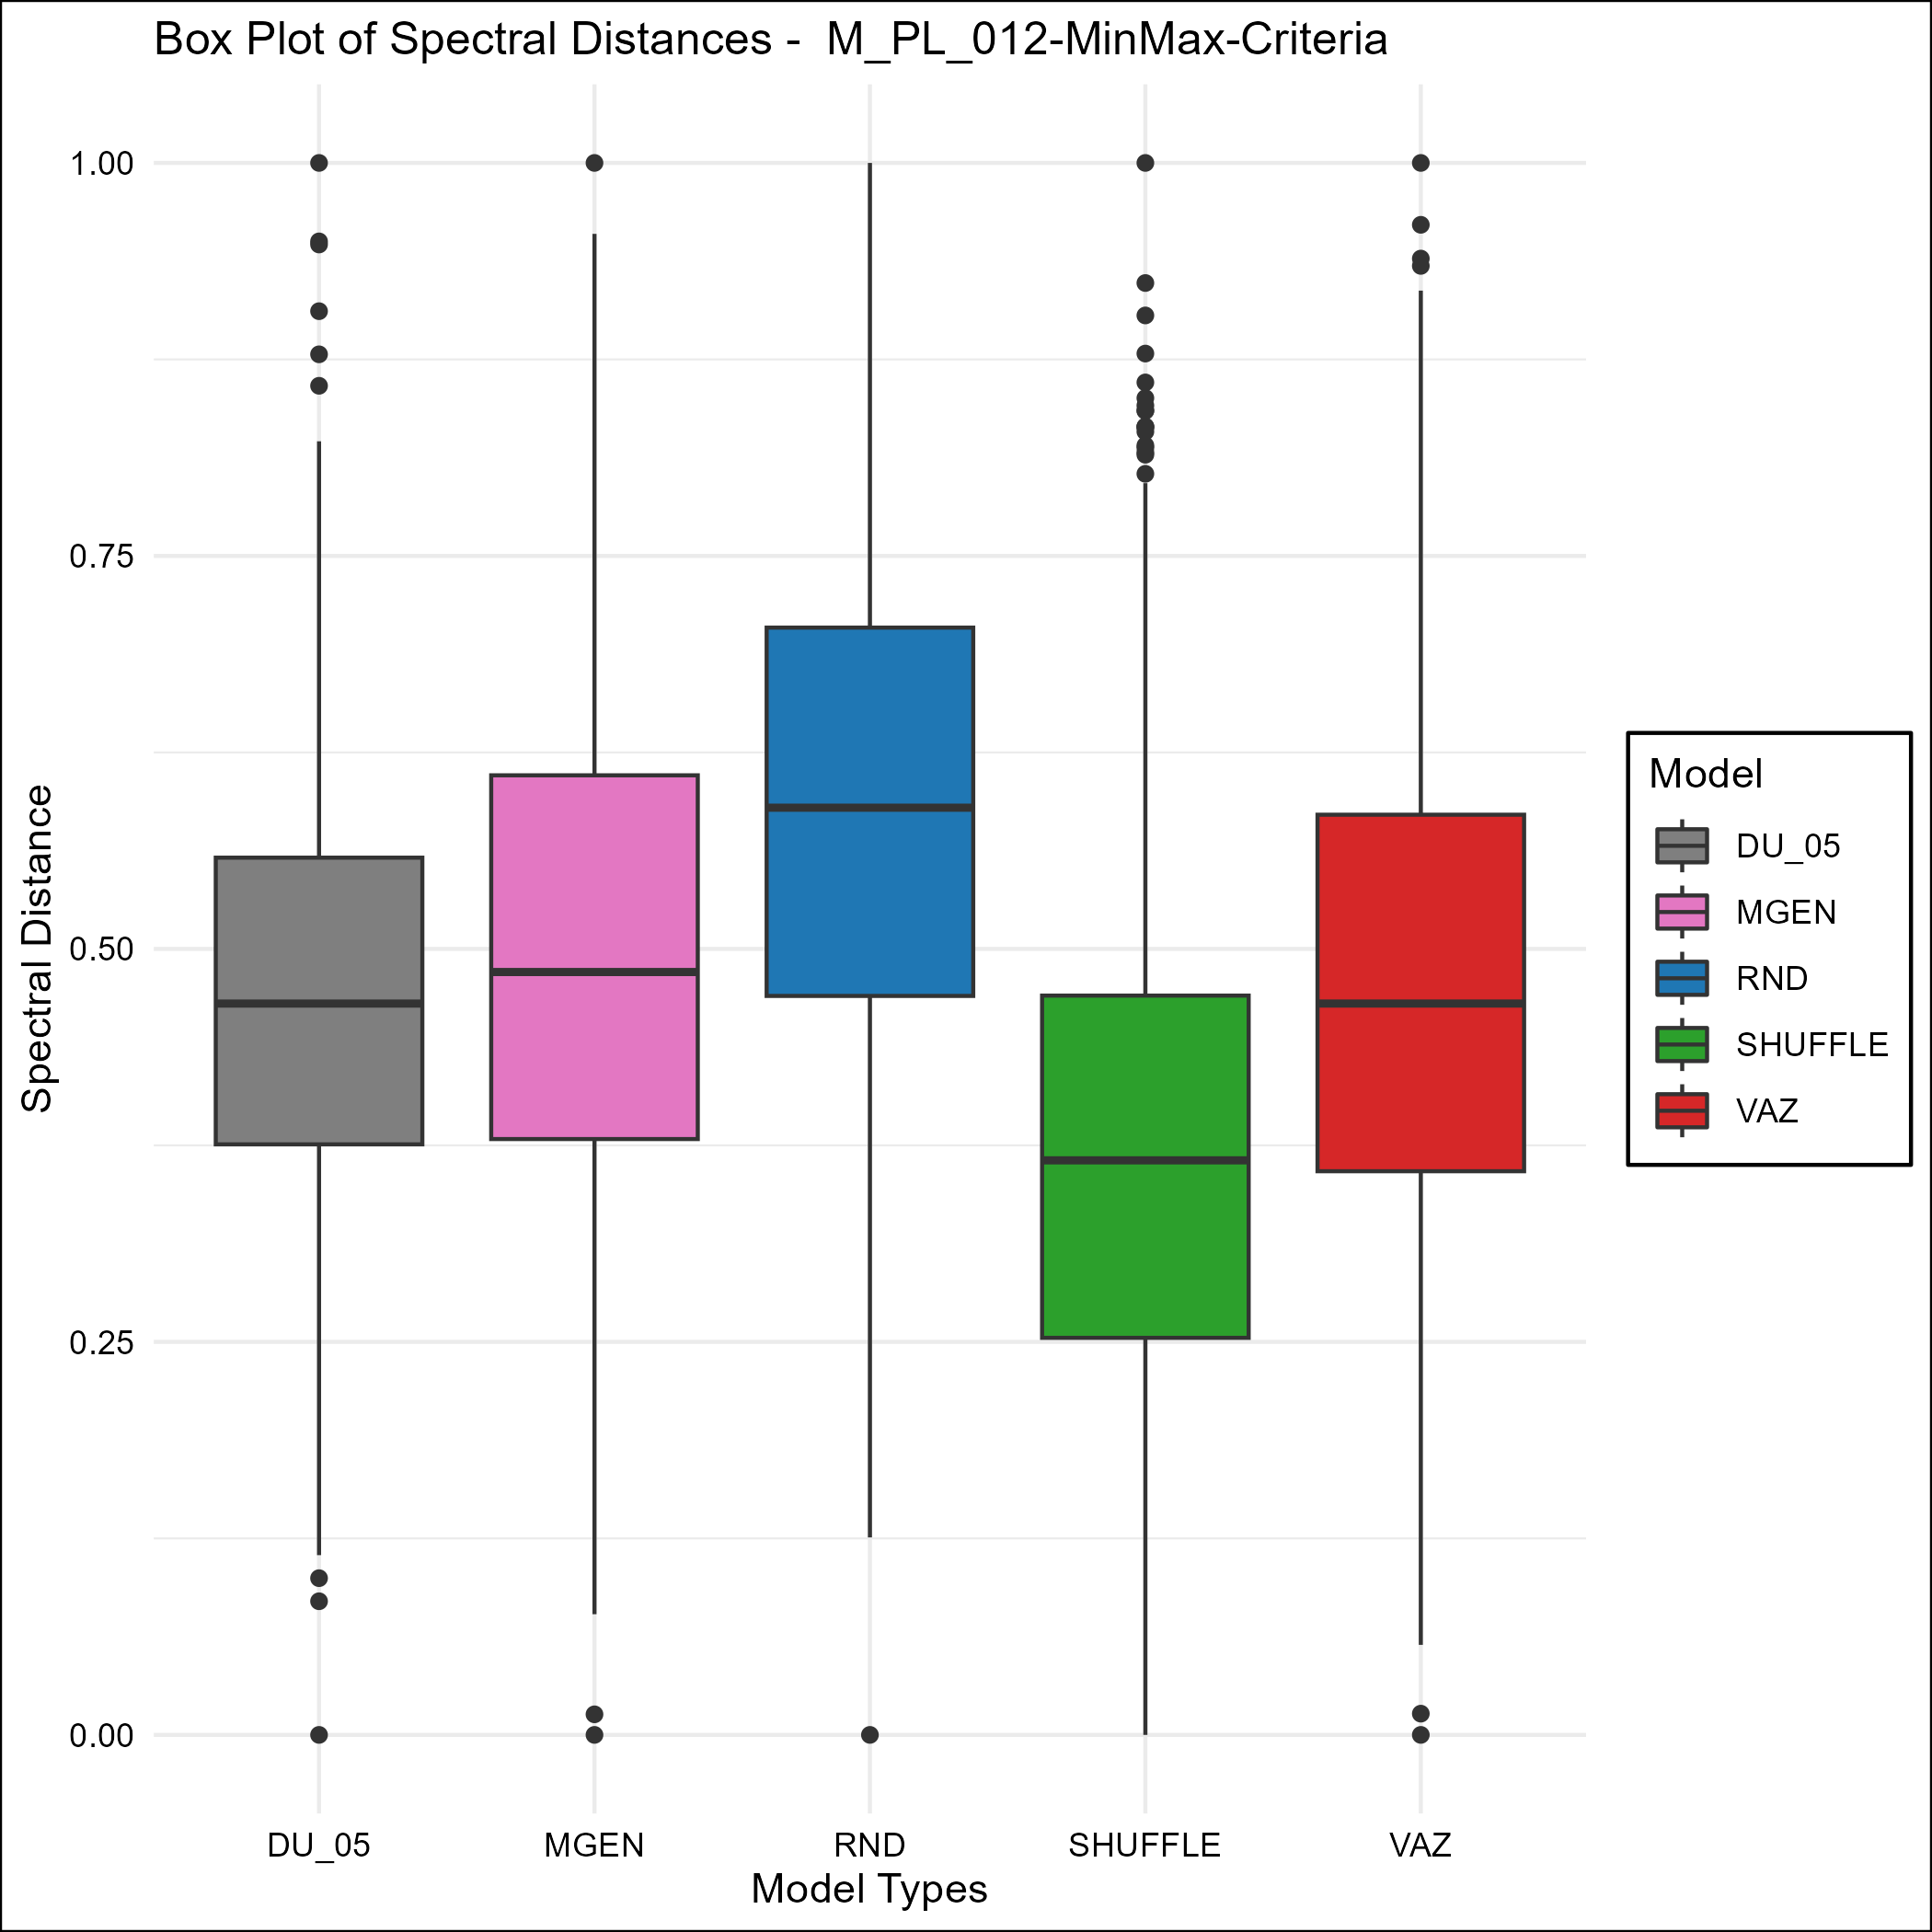 Box Plot of Spectral Distances -  M_PL_012-MinMax-Criteria
1.00
0.75
0.50
0.25
0.00
Spectral Distance
DU_05
MGEN
RND
SHUFFLE
VAZ
Model Types
Model
DU_05
MGEN
RND
SHUFFLE
VAZ